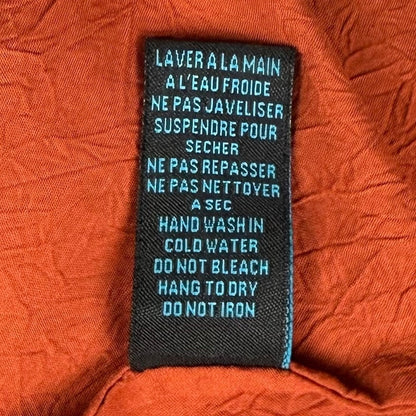 LAVER A LA MAIN
A L'EAU FROIDE
NE PAS JAVELISER
SUSPENDRE POUR
SECHER
NE PAS REPASSER
NE PAS NETTOYER
A SEC
HAND WASH IN
COLD WATER
DO NOT BLEACH
HANG TO DRY
DO NOT IRON